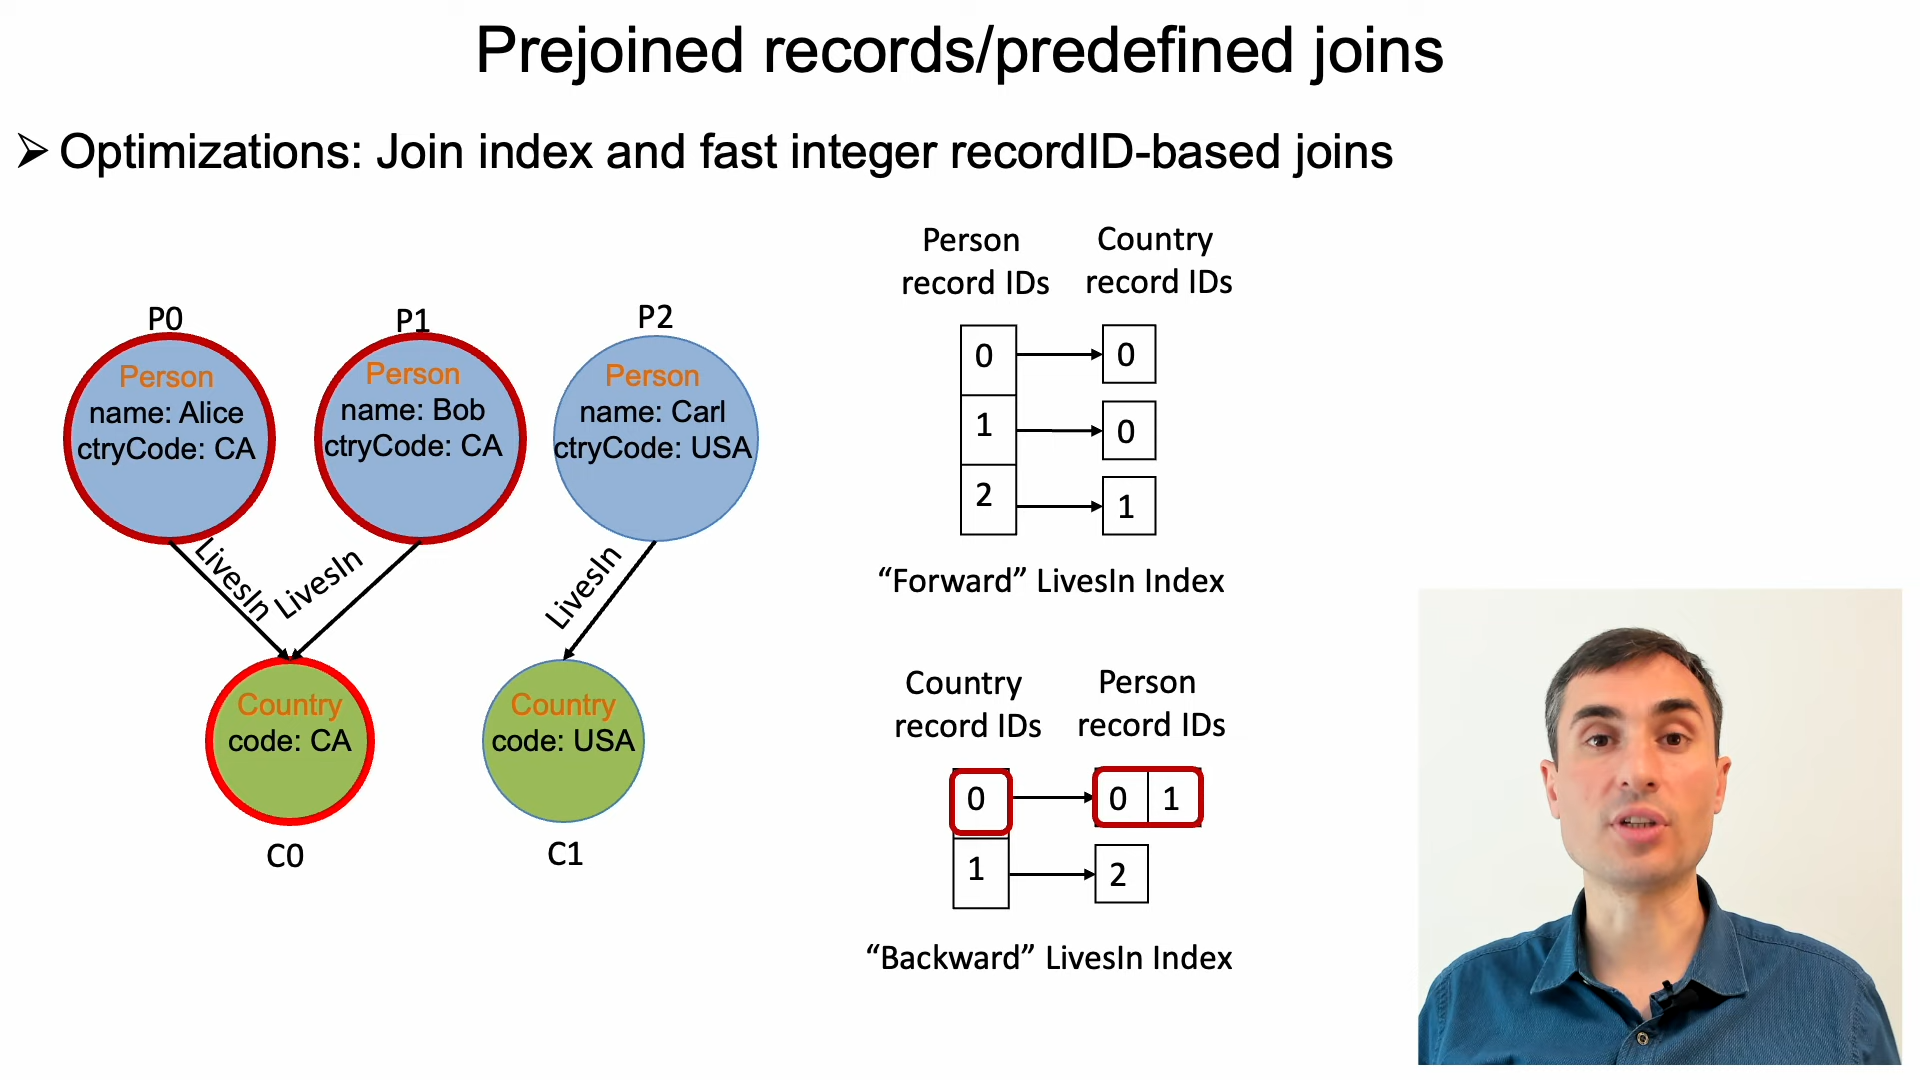 Prejoined records/predefined joins
➢ Optimizations: Join index and fast integer recordID-based joins
P0
Person
name: Alice
ctryCode: CA
P1
Person
name: Bob
ctryCode: CA
P2
Person
name: Carl
ctryCode: USA
LivesIn
LivesIn
LivesIn
Country
code: CA
C0
Country
code: USA
C1
Person
record IDs
Country
record IDs
0 0
1 0
2 1
“Forward” LivesIn Index
Country
record IDs
Person
record IDs
0 0 1
1 2
“Backward” LivesIn Index